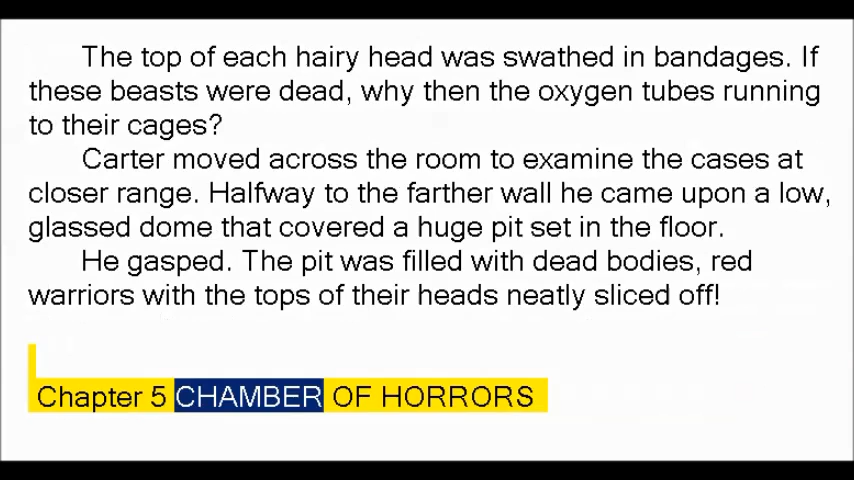 The top of each hairy head was swathed in bandages. If
these beasts were dead, why then the oxygen tubes running
to their cages?
Carter moved across the room to examine the cases at
closer range. Halfway to the farther wall he came upon a low,
glassed dome that covered a huge pit set in the floor.
He gasped. The pit was filled with dead bodies, red
warriors with the tops of their heads neatly sliced off!
Chapter 5 CHAMBER OF HORRORS